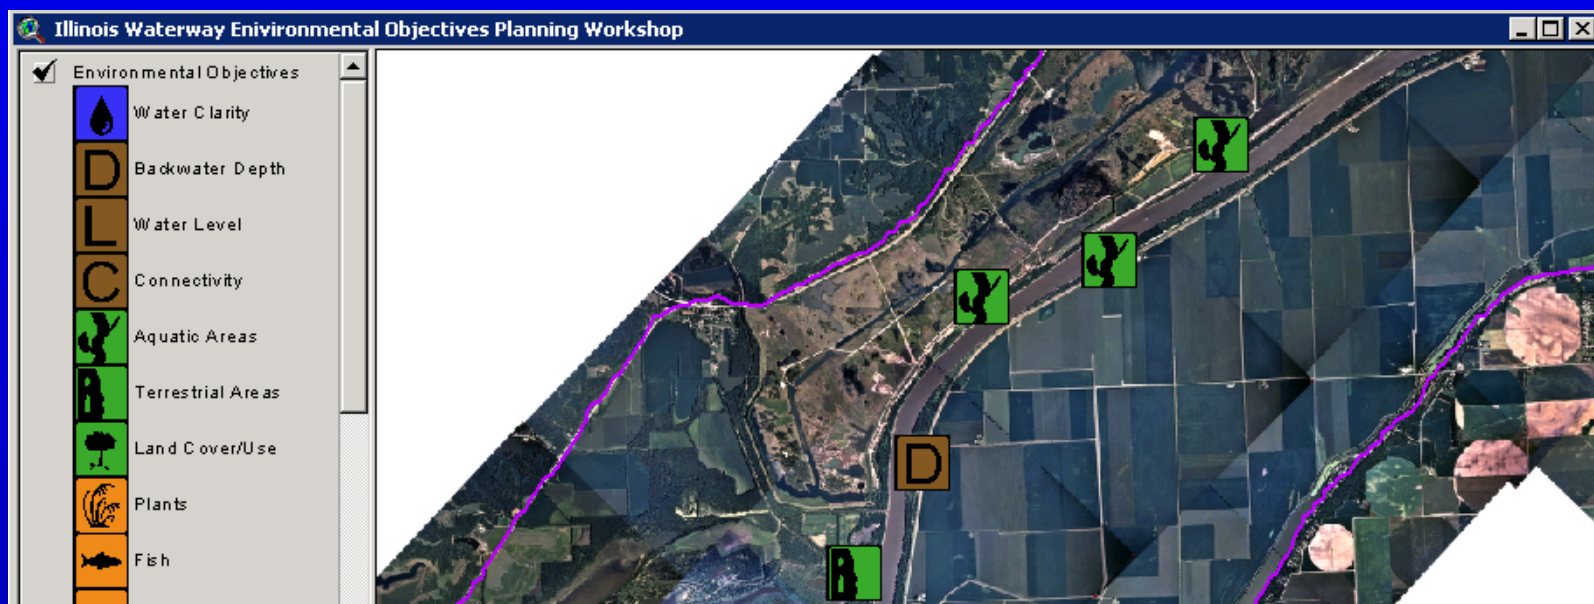 Illinois Waterway Enivironmental Objectives Planning Workshop
Environmental Objectives
Water Clarity
D Backwater Depth
L Water Level
C Connectivity
Aquatic Areas
Terrestrial Areas
Land Cover/Use
Plants
Fish
D